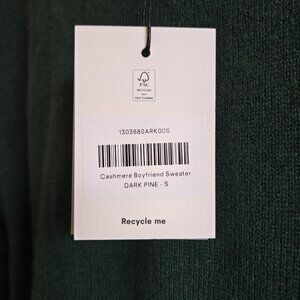 FSC
1303680ARK00S
Cashmere Boyfriend Sweater
DARK PINE - S
Recycle me